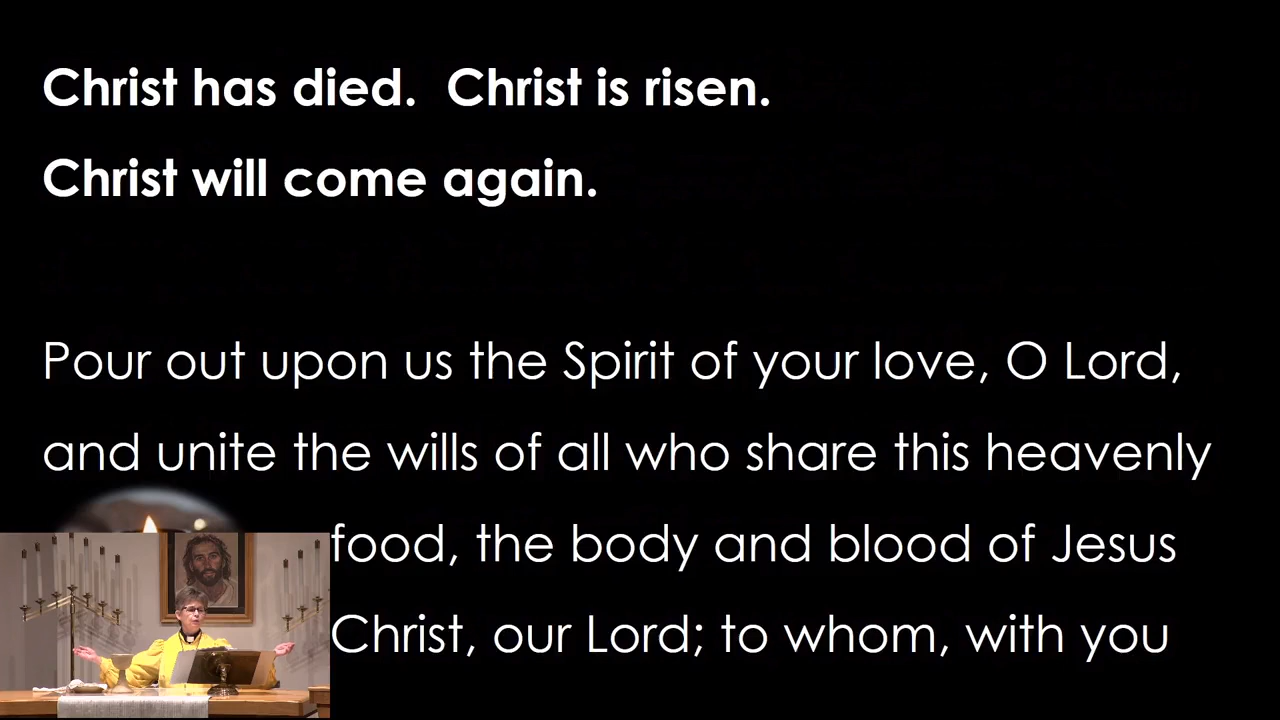 Christ has died.  Christ is risen.
Christ will come again.
Pour out upon us the Spirit of your love, O Lord,
and unite the wills of all who share this heavenly
food, the body and blood of Jesus
Christ, our Lord; to whom, with you